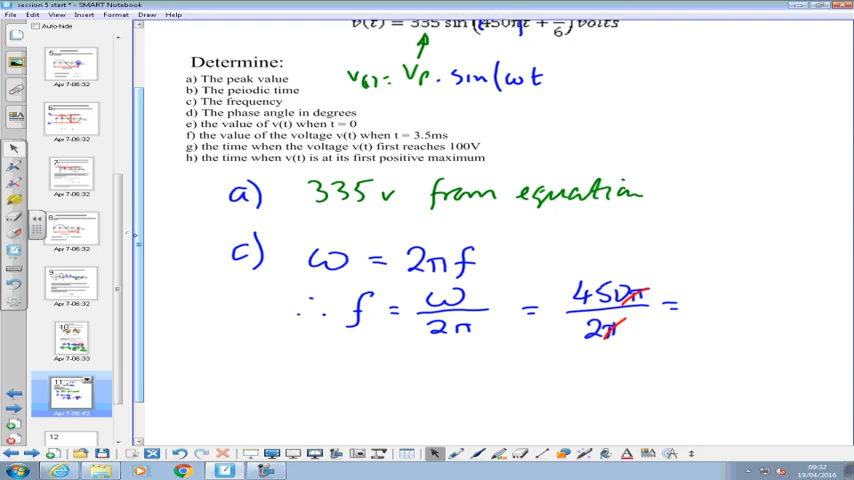 session 5 start * - SMART Notebook
File Edit View Insert Format Draw Help
Auto-hide
v(t) = 335 sin (450πt + π/6) volts
Determine:
v(t) = Vp . sin(ωt
a) The peak value
b) The peiodic time
c) The frequency
d) The phase angle in degrees
e) the value of v(t) when t = 0
f) the value of the voltage v(t) when t = 3.5ms
g) the time when the voltage v(t) first reaches 100V
h) the time when v(t) is at its first positive maximum
a) 335 v from equation
c) ω = 2πf
∴ f = ω/2π = 450π/2π =
Apr 7-06:32
Apr 7-06:32
Apr 7-06:32
8
Apr 7-06:32
9
Apr 7-06:32
10
Apr 7-06:33
11
Apr 7-06:42
12
09:32
19/04/2016